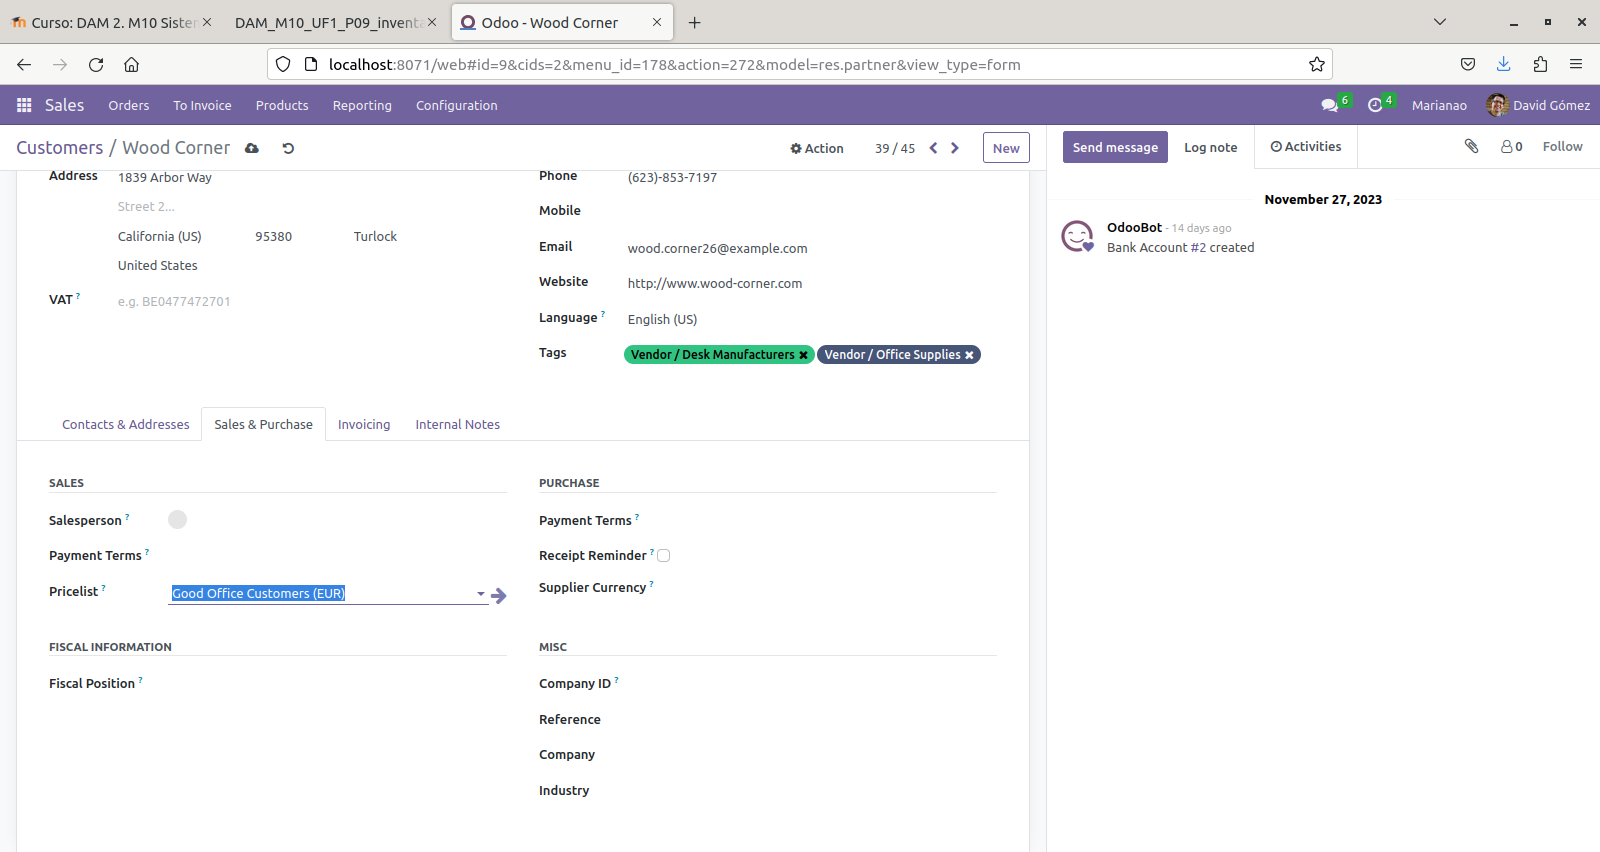 Curso: DAM 2. M10 Sister
DAM_M10_UF1_P09_inventa
Odoo - Wood Corner
localhost:8071/web#id=9&cids=2&menu_id=178&action=272&model=res.partner&view_type=form
Sales Orders To Invoice Products Reporting Configuration 6 4 Marianao David Gómez
Customers / Wood Corner Action 39 / 45 New
Send message Log note Activities 0 Follow
Address 1839 Arbor Way
Street 2...
California (US) 95380 Turlock
United States
VAT ? e.g. BE0477472701
Phone (623)-853-7197
Mobile
Email wood.corner26@example.com
Website http://www.wood-corner.com
Language ? English (US)
Tags Vendor / Desk Manufacturers Vendor / Office Supplies
November 27, 2023
OdooBot - 14 days ago
Bank Account #2 created
Contacts & Addresses Sales & Purchase Invoicing Internal Notes
SALES
Salesperson ?
Payment Terms ?
Pricelist ? Good Office Customers (EUR)
PURCHASE
Payment Terms ?
Receipt Reminder ?
Supplier Currency ?
FISCAL INFORMATION
Fiscal Position ?
MISC
Company ID ?
Reference
Company
Industry